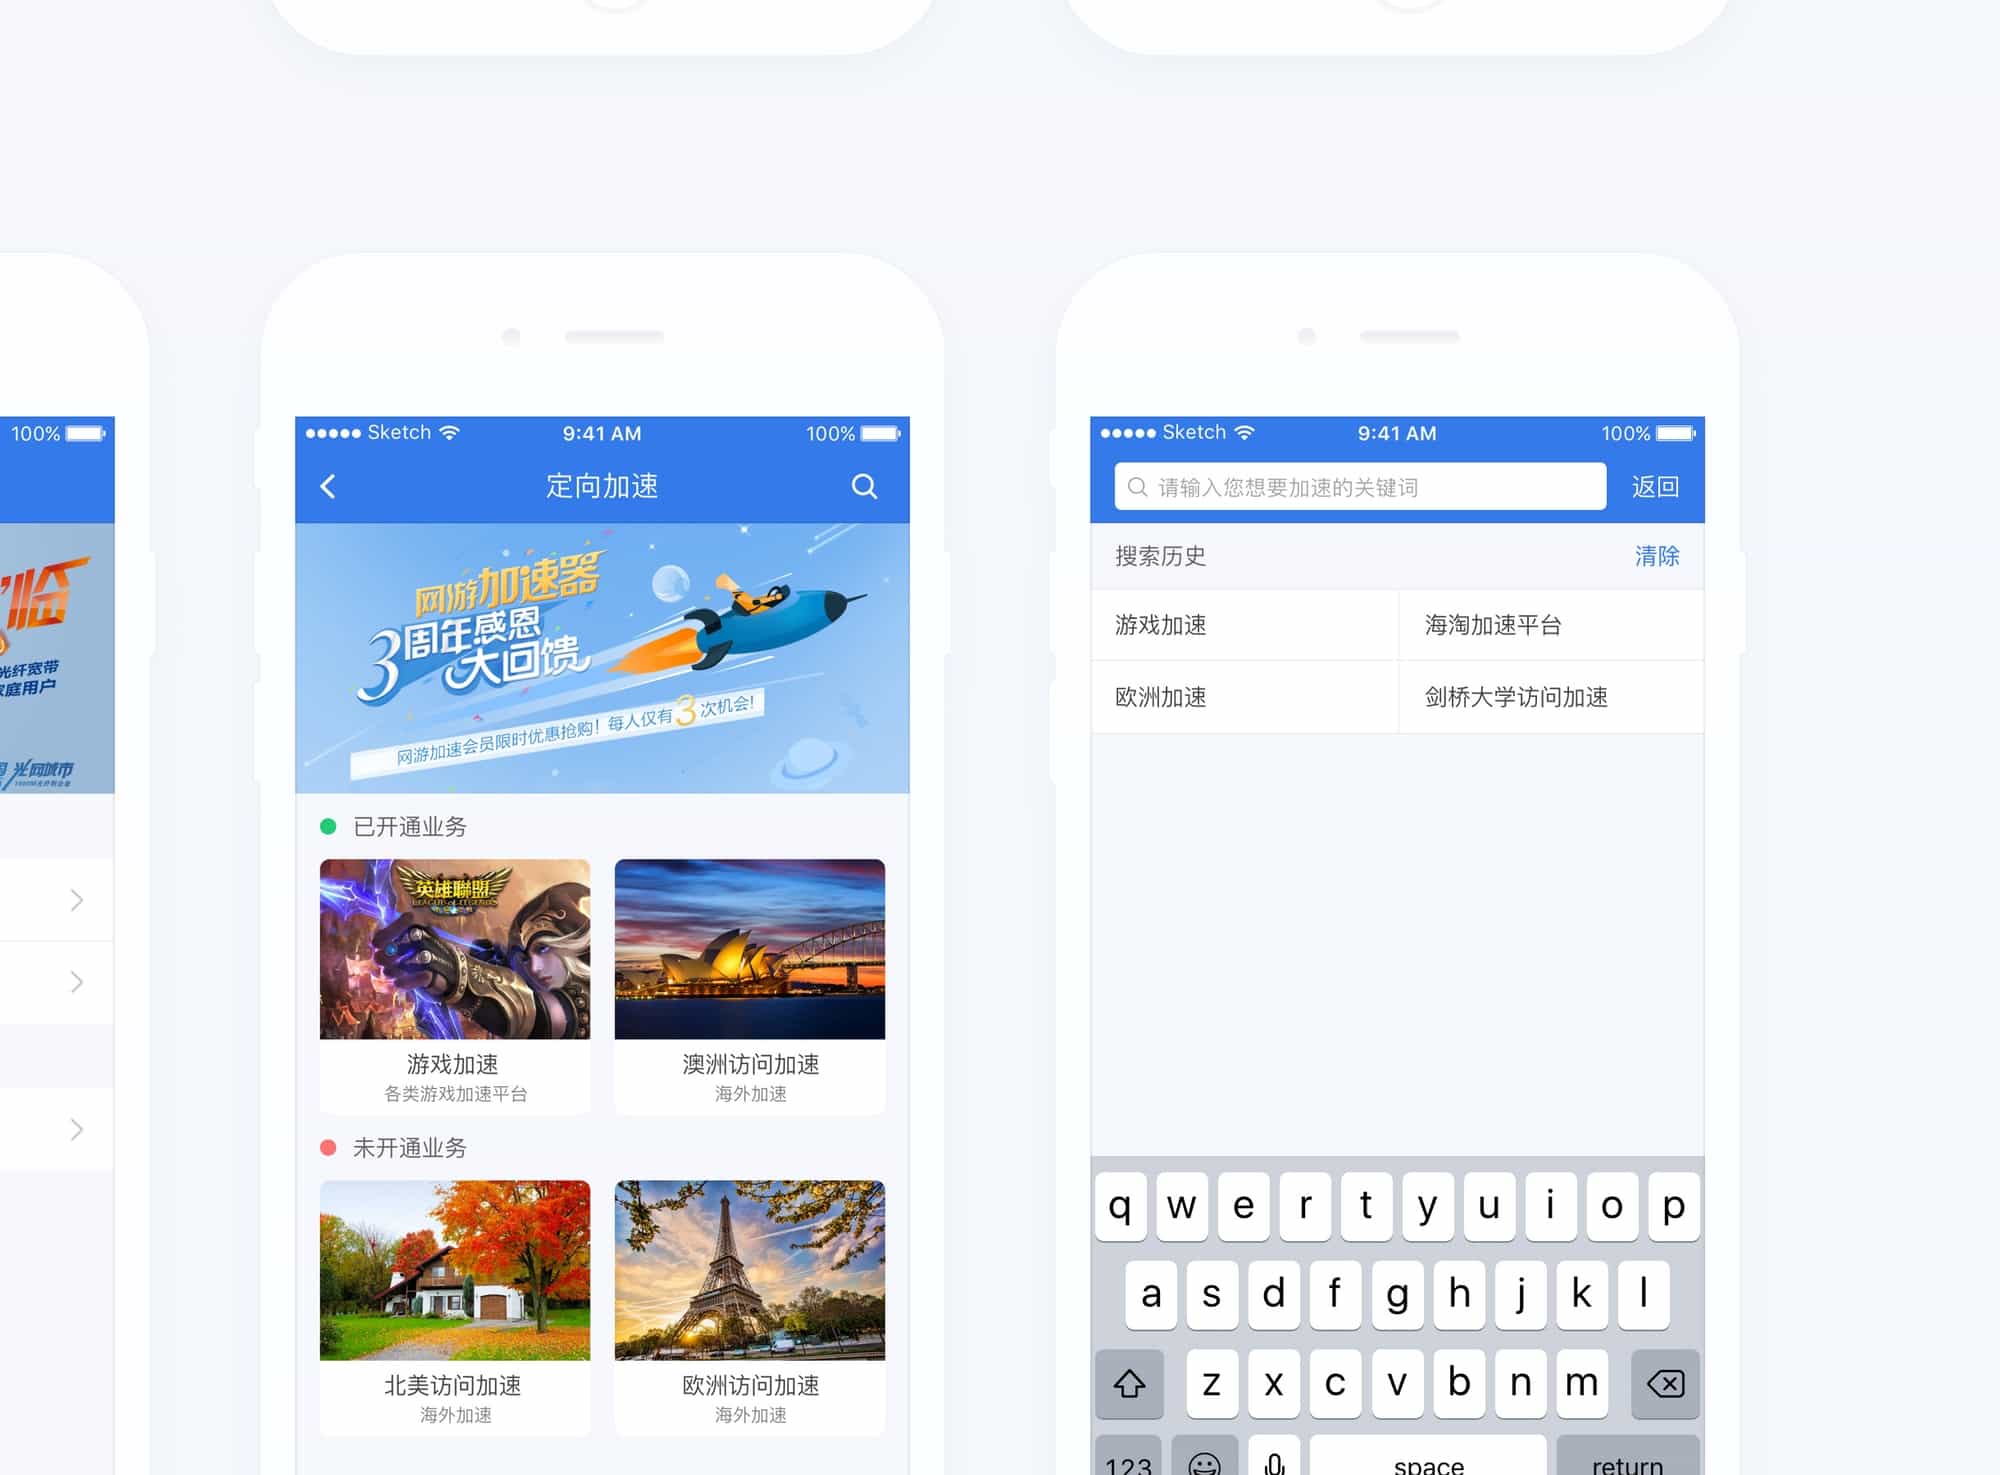 100%
临
光纤宽带
家庭用户
光网城市
Sketch
9:41 AM
100%
定向加速
网游加速器
3周年感恩
大回馈
网游加速会员限时优惠抢购！每人仅有3次机会！
已开通业务
英雄聯盟
LEAGUE of LEGENDS
游戏加速
各类游戏加速平台
澳洲访问加速
海外加速
未开通业务
北美访问加速
海外加速
欧洲访问加速
海外加速
Sketch
9:41 AM
100%
请输入您想要加速的关键词
返回
搜索历史
清除
游戏加速
海淘加速平台
欧洲加速
剑桥大学访问加速
q w e r t y u i o p
a s d f g h j k l
z x c v b n m
123 space return